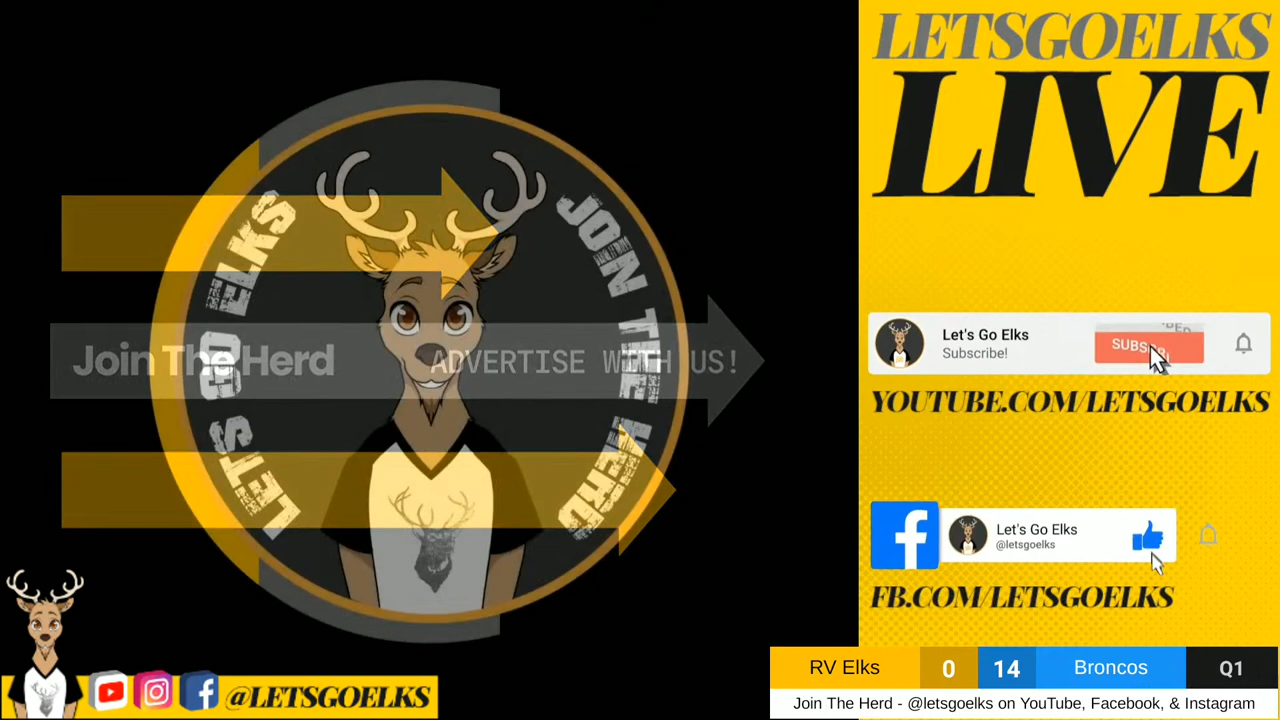 LETSGOELKS
LIVE
LETS GO ELKS
JOIN THE HERD
Join The Herd
ADVERTISE WITH US!
Let's Go Elks
Subscribe!
YOUTUBE.COM/LETSGOELKS
Let's Go Elks
@letsgoelks
FB.COM/LETSGOELKS
@LETSGOELKS
RV Elks 0 14 Broncos Q1
Join The Herd - @letsgoelks on YouTube, Facebook, & Instagram